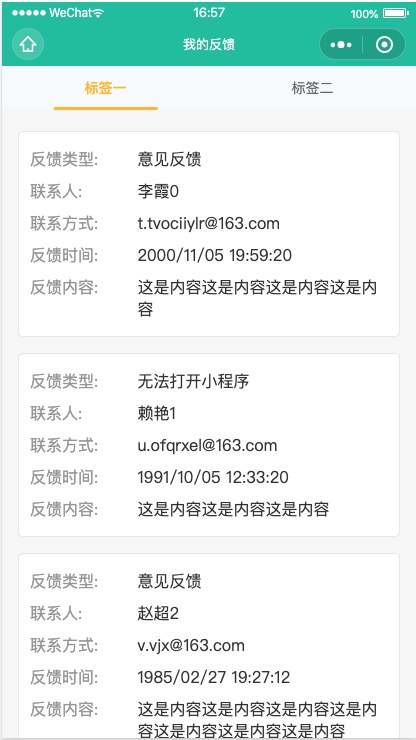 WeChat 16:57 100%
我的反馈
标签一 标签二
反馈类型: 意见反馈
联系人: 李霞0
联系方式: t.tvociiylr@163.com
反馈时间: 2000/11/05 19:59:20
反馈内容: 这是内容这是内容这是内容这是内
容
反馈类型: 无法打开小程序
联系人: 赖艳1
联系方式: u.ofqrxel@163.com
反馈时间: 1991/10/05 12:33:20
反馈内容: 这是内容这是内容这是内容
反馈类型: 意见反馈
联系人: 赵超2
联系方式: v.vjx@163.com
反馈时间: 1985/02/27 19:27:12
反馈内容: 这是内容这是内容这是内容这是内
容这是内容这是内容这是内容